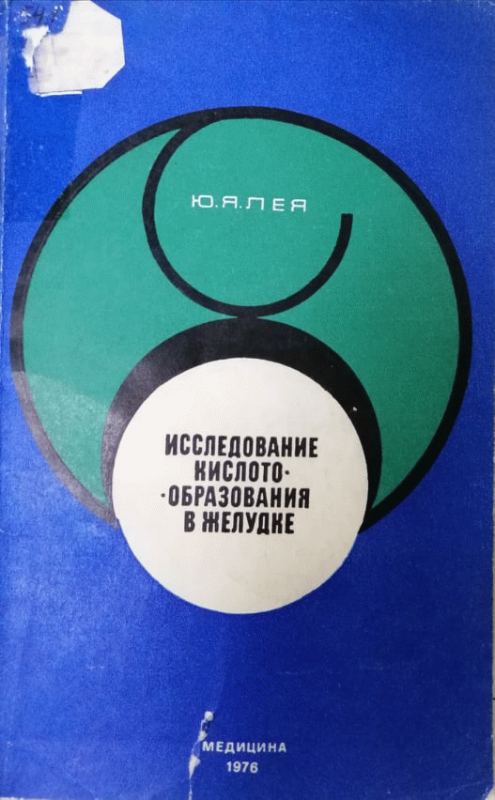 Ю.Я.ЛЕЯ
ИССЛЕДОВАНИЕ
КИСЛОТО-
-ОБРАЗОВАНИЯ
В ЖЕЛУДКЕ
МЕДИЦИНА
1976